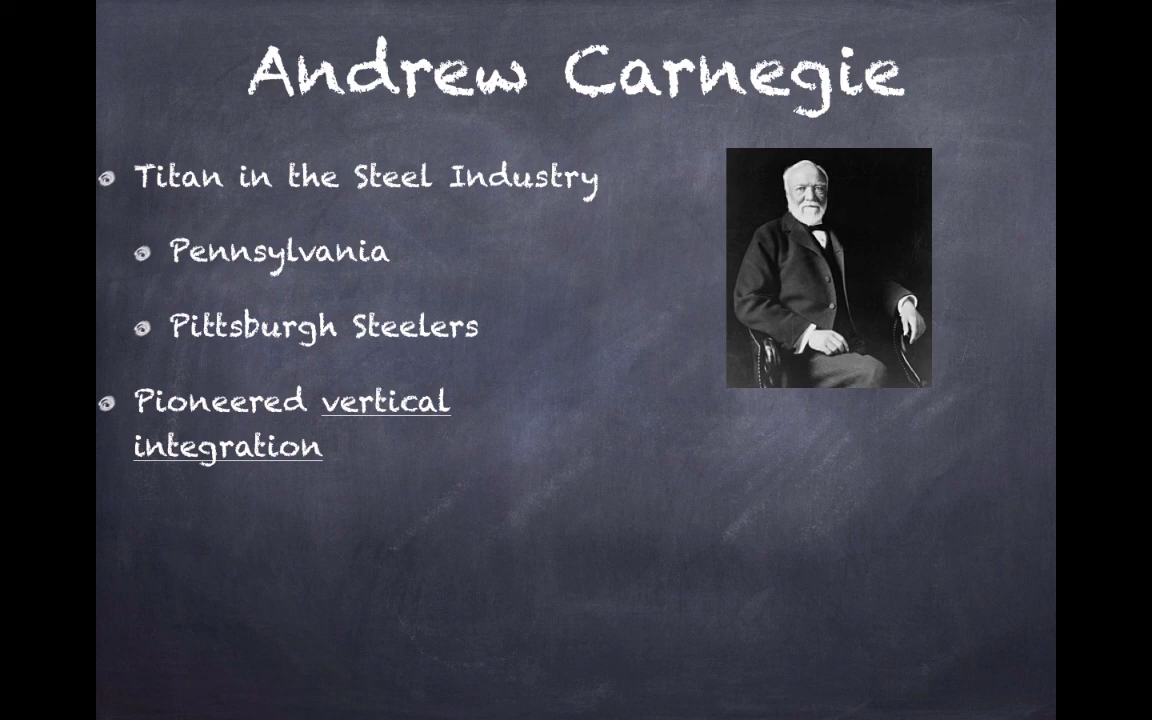 Andrew Carnegie
Titan in the Steel Industry
Pennsylvania
Pittsburgh Steelers
Pioneered vertical
integration